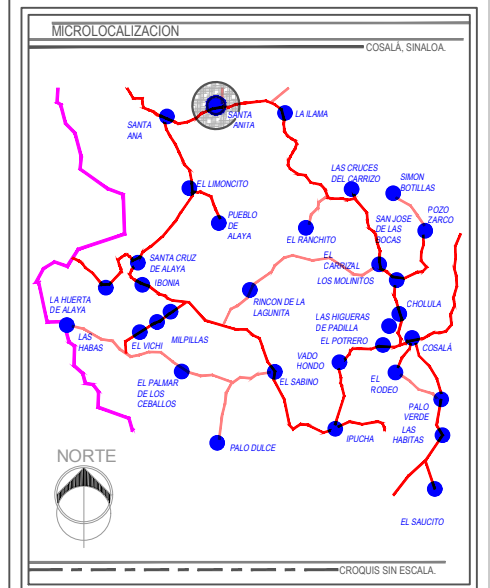 MICROLOCALIZACION
COSALÁ, SINALOA.
SANTA
ANA
SANTA
ANITA
LA ILAMA
EL LIMONCITO
LAS CRUCES
DEL CARRIZO
SIMON
BOTILLAS
PUEBLO
DE
ALAYA
EL RANCHITO
SAN JOSE
DE LAS
BOCAS
POZO
ZARCO
SANTA CRUZ
DE ALAYA
EL
CARRIZAL
IBONIA
LOS MOLINITOS
LA HUERTA
DE ALAYA
RINCON DE LA
LAGUNITA
CHOLULA
LAS HIGUERAS
DE PADILLA
LAS
HABAS
EL VICHI
MILPILLAS
EL POTRERO
COSALÁ
VADO
HONDO
EL PALMAR
DE LOS
CEBALLOS
EL SABINO
EL
RODEO
PALO
VERDE
PALO DULCE
IPUCHA
LAS
HABITAS
NORTE
EL SAUCITO
CROQUIS SIN ESCALA.